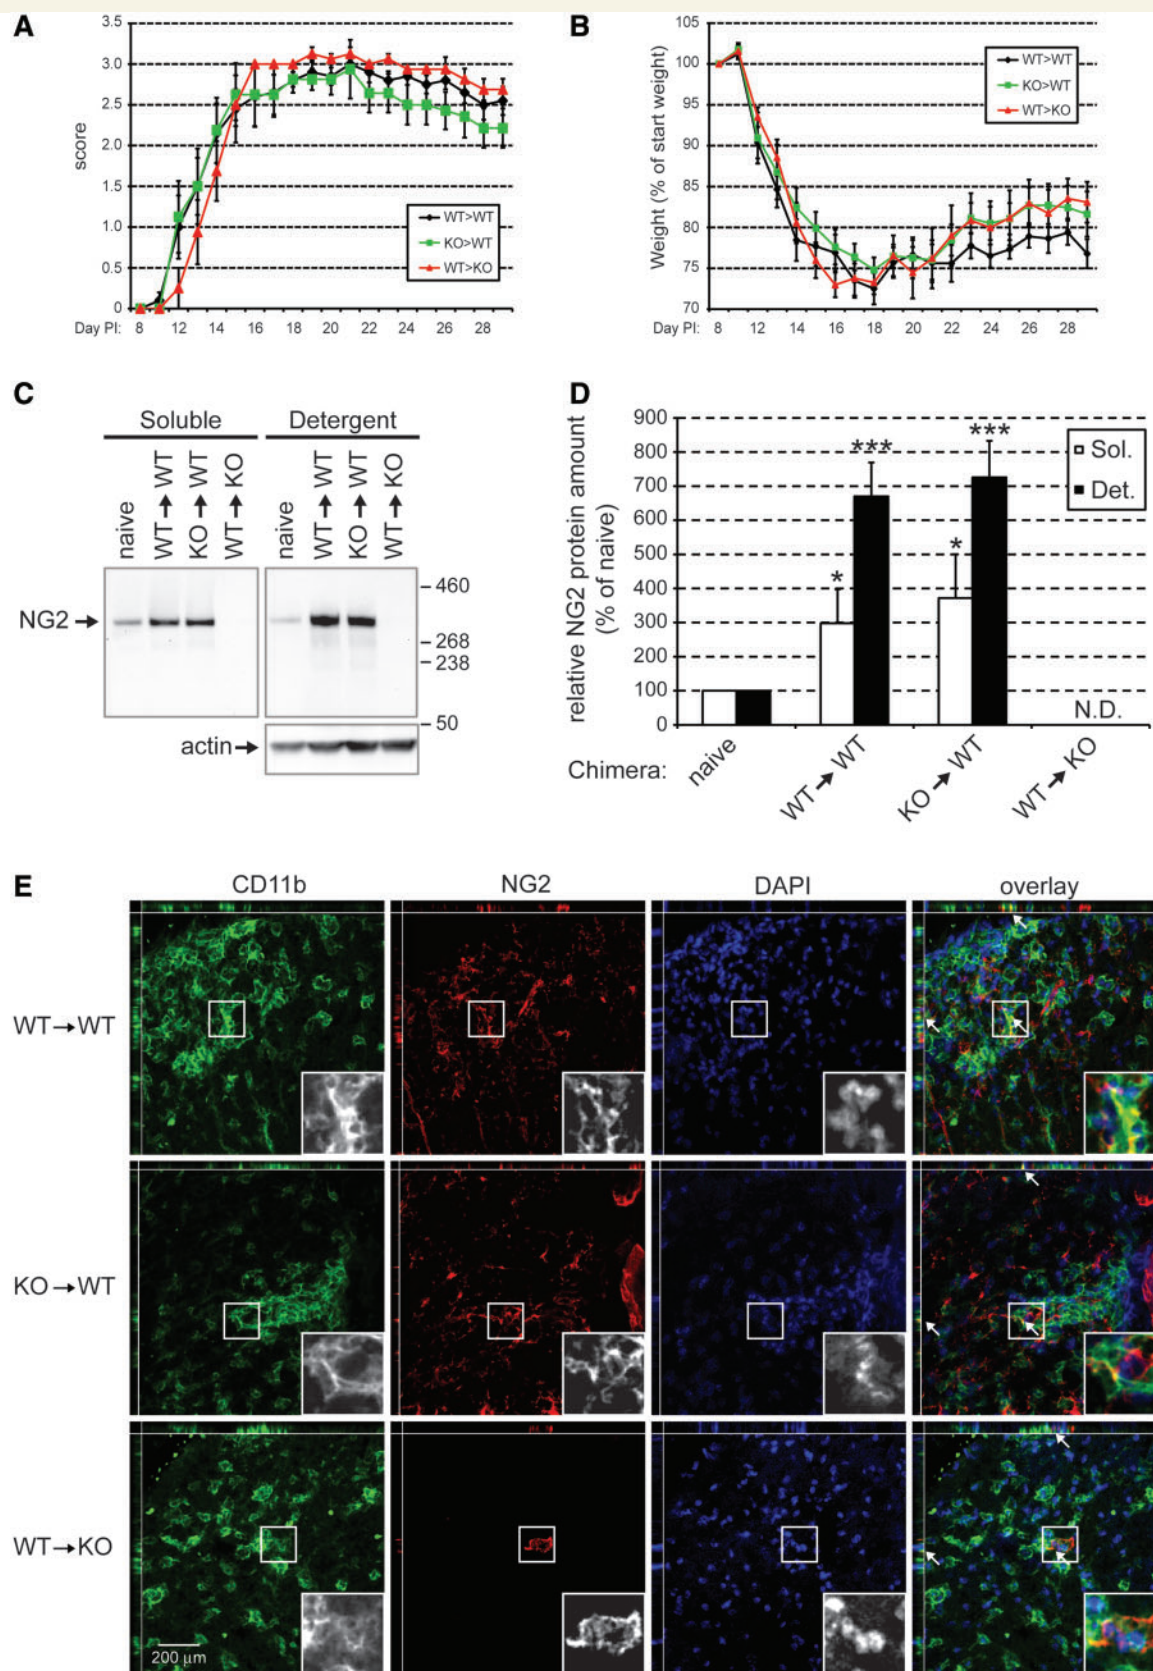 A
3.5
3.0
2.5
2.0
1.5
1.0
0.5
0
score
WT>WT
KO>WT
WT>KO
Day PI: 8 12 14 16 18 20 22 24 26 28
B
105
100
95
90
85
80
75
70
Weight (% of start weight)
WT>WT
KO>WT
WT>KO
Day PI: 8 12 14 16 18 20 22 24 26 28
C
Soluble Detergent
naive WT→WT KO→WT WT→KO naive WT→WT KO→WT WT→KO
460
NG2→
268
238
50
actin→
D
relative NG2 protein amount
(% of naive)
900
800
700
600
500
400
300
200
100
0
* *** * ***
Sol.
Det.
N.D.
Chimera: naive WT→WT KO→WT WT→KO
E
CD11b NG2 DAPI overlay
WT→WT
KO→WT
WT→KO
200 μm